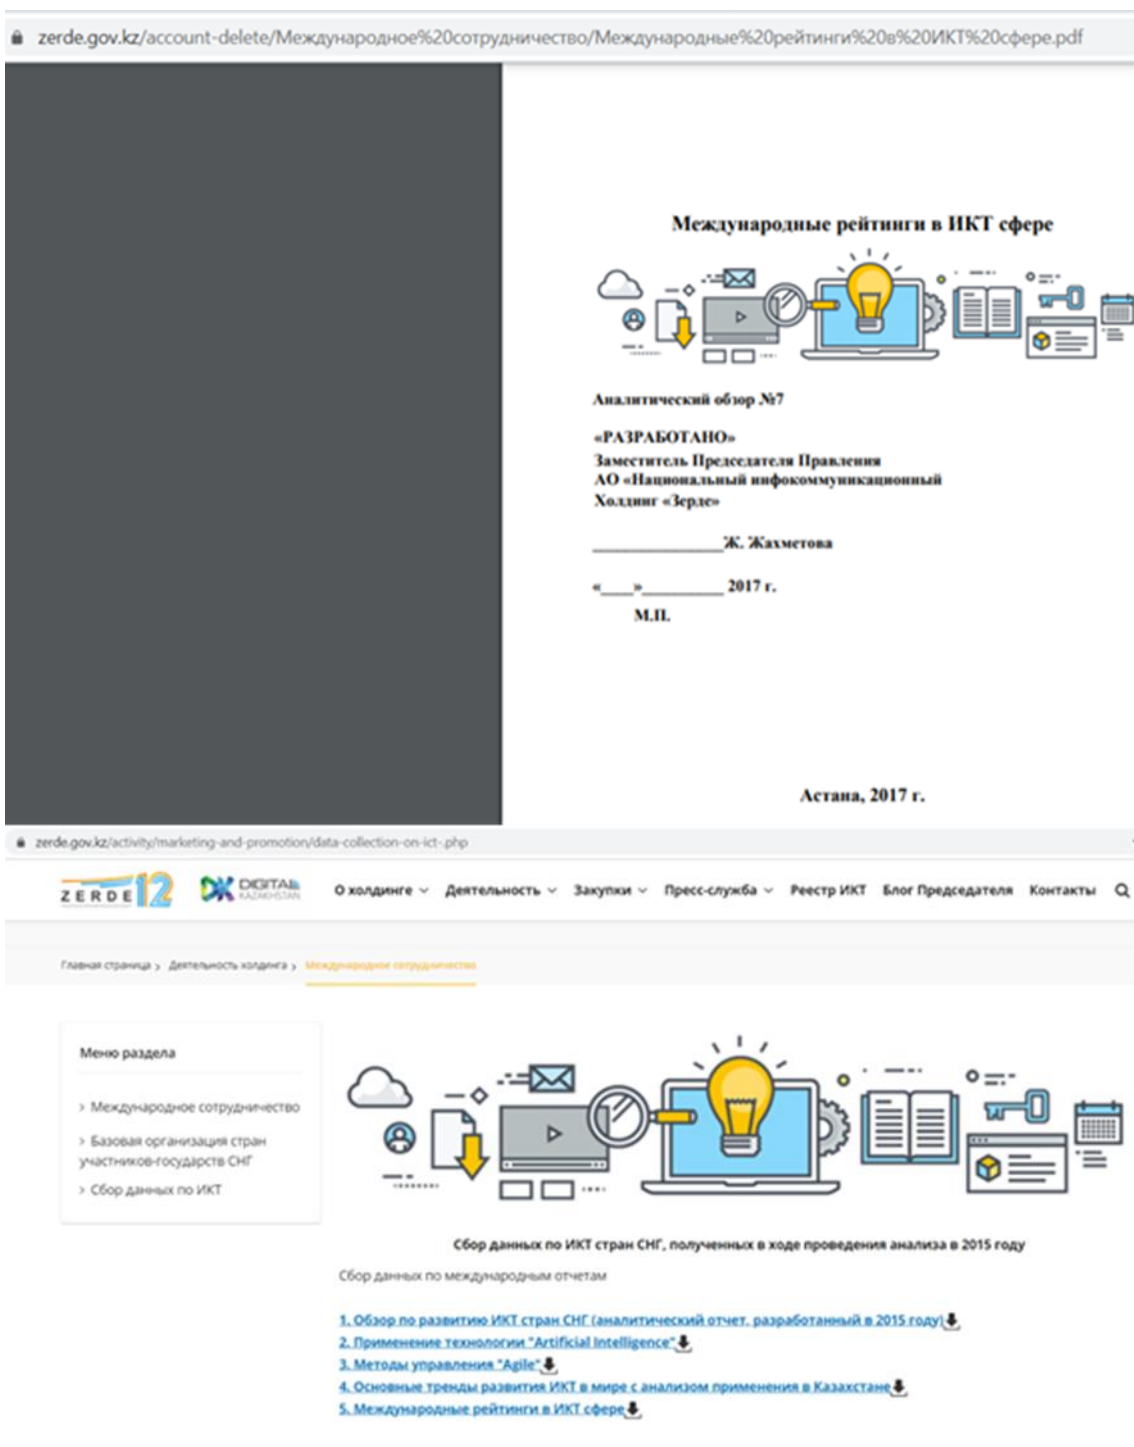 zerde.gov.kz/account-delete/Международное%20сотрудничество/Международные%20рейтинги%20в%20ИКТ%20сфере.pdf
Международные рейтинги в ИКТ сфере
Аналитический обзор №7
«РАЗРАБОТАНО»
Заместитель Председателя Правления
АО «Национальный инфокоммуникационный
Холдинг «Зерде»
________________Ж. Жахметова
«____»__________ 2017 г.
М.П.
Астана, 2017 г.
zerde.gov.kz/activity/marketing-and-promotion/data-collection-on-ict-.php
ZERDE 12 DIGITAL KAZAKHSTAN О холдинге Деятельность Закупки Пресс-служба Реестр ИКТ Блог Председателя Контакты
Главная страница > Деятельность холдинга > Международное сотрудничество
Меню раздела
> Международное сотрудничество
> Базовая организация стран
участников-государств СНГ
> Сбор данных по ИКТ
Сбор данных по ИКТ стран СНГ, полученных в ходе проведения анализа в 2015 году
Сбор данных по международным отчетам
1. Обзор по развитию ИКТ стран СНГ (аналитический отчет, разработанный в 2015 году)
2. Применение технологии "Artificial Intelligence"
3. Методы управления "Agile"
4. Основные тренды развития ИКТ в мире с анализом применения в Казахстане
5. Международные рейтинги в ИКТ сфере